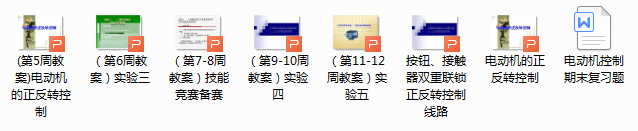 (第5周教案)电动机的正反转控制
（第6周教案）实验三
（第7-8周教案）技能竞赛备赛
（第9-10周教案）实验四
（第11-12周教案）实验五
按钮、接触器双重联锁正反转控制线路
电动机的正反转控制
电动机控制期末复习题